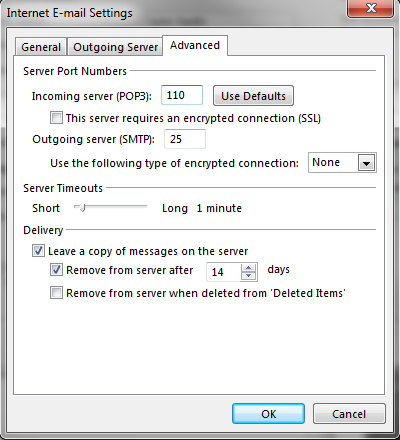 Internet E-mail Settings
General Outgoing Server Advanced
Server Port Numbers
Incoming server (POP3): 110 Use Defaults
This server requires an encrypted connection (SSL)
Outgoing server (SMTP): 25
Use the following type of encrypted connection: None
Server Timeouts
Short Long 1 minute
Delivery
Leave a copy of messages on the server
Remove from server after 14 days
Remove from server when deleted from 'Deleted Items'
OK Cancel